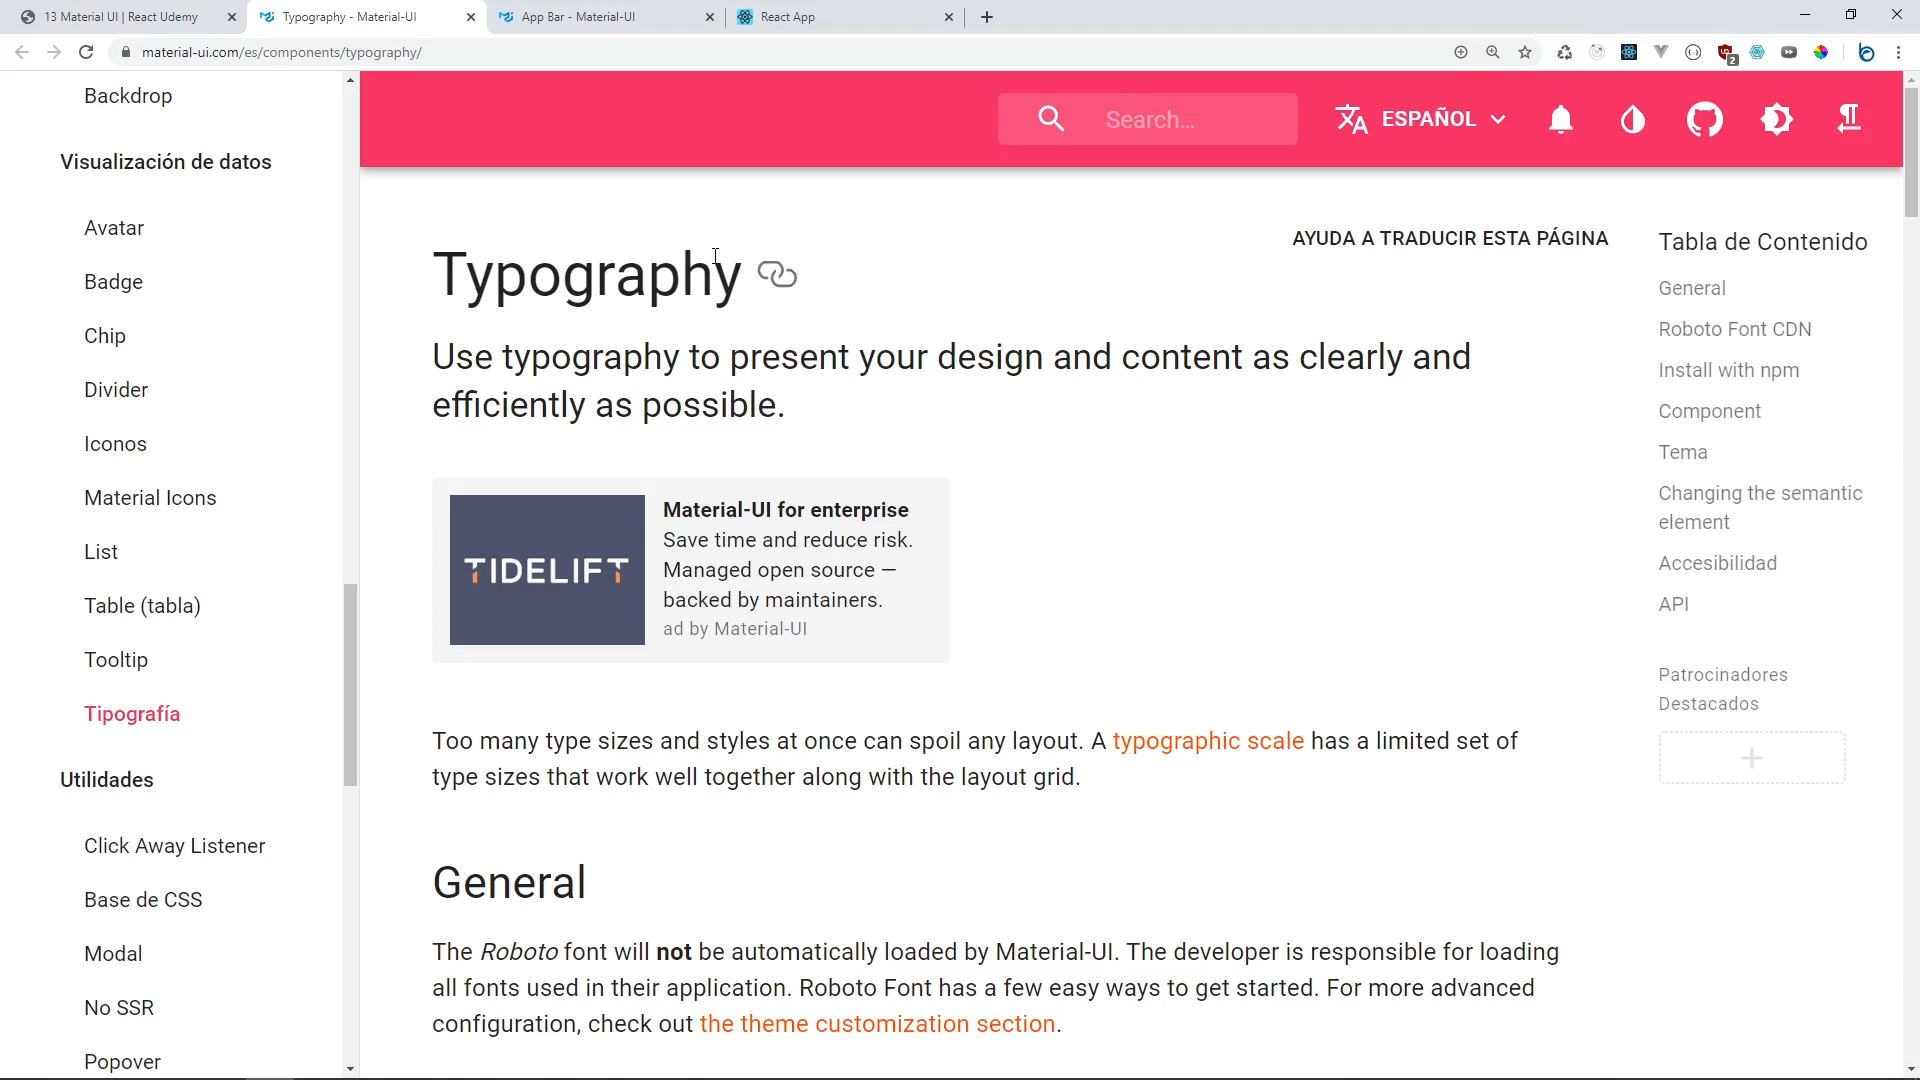 13 Material UI | React Udemy
Typography - Material-UI
App Bar - Material-UI
React App
material-ui.com/es/components/typography/
2
Search...
ESPAÑOL
Backdrop
Visualización de datos
Avatar
Badge
Chip
Divider
Iconos
Material Icons
List
Table (tabla)
Tooltip
Tipografía
Utilidades
Click Away Listener
Base de CSS
Modal
No SSR
Popover
AYUDA A TRADUCIR ESTA PÁGINA
Typography
Use typography to present your design and content as clearly and
efficiently as possible.
TIDELIFT
Material-UI for enterprise
Save time and reduce risk.
Managed open source —
backed by maintainers.
ad by Material-UI
Too many type sizes and styles at once can spoil any layout. A typographic scale has a limited set of
type sizes that work well together along with the layout grid.
General
The Roboto font will not be automatically loaded by Material-UI. The developer is responsible for loading
all fonts used in their application. Roboto Font has a few easy ways to get started. For more advanced
configuration, check out the theme customization section.
Tabla de Contenido
General
Roboto Font CDN
Install with npm
Component
Tema
Changing the semantic
element
Accesibilidad
API
Patrocinadores
Destacados